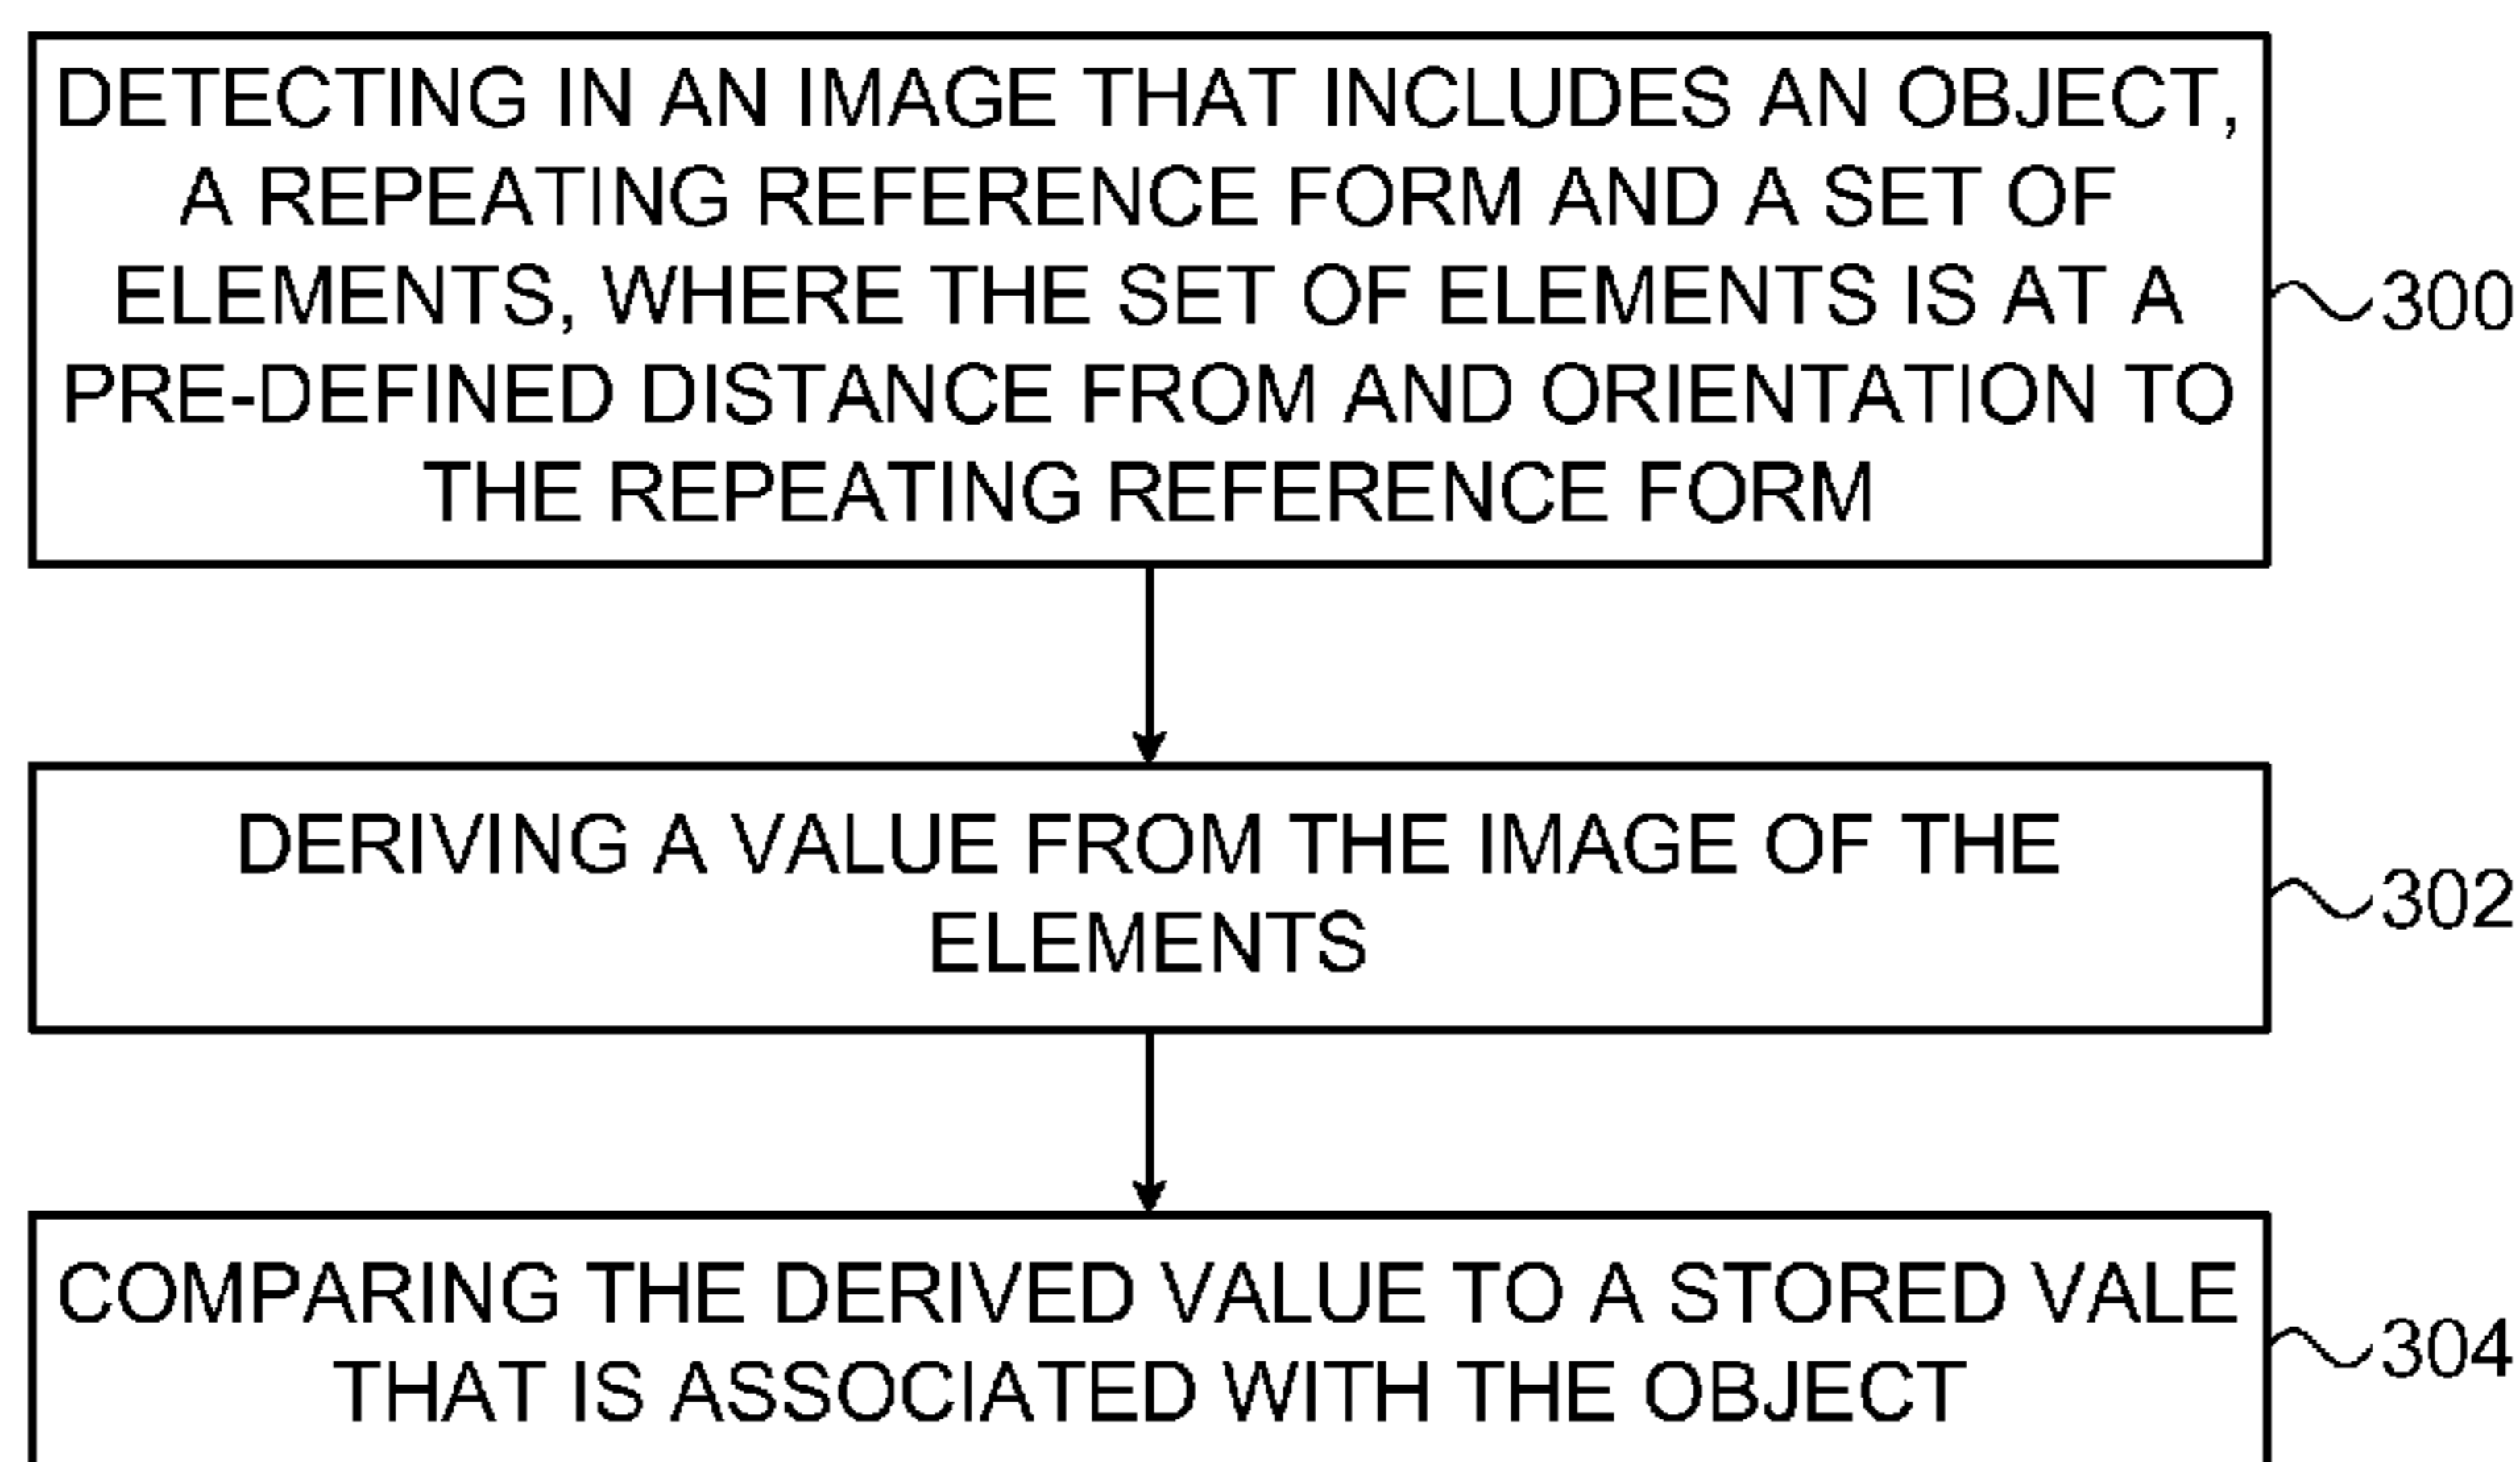 DETECTING IN AN IMAGE THAT INCLUDES AN OBJECT,
A REPEATING REFERENCE FORM AND A SET OF
ELEMENTS, WHERE THE SET OF ELEMENTS IS AT A
PRE-DEFINED DISTANCE FROM AND ORIENTATION TO
THE REPEATING REFERENCE FORM
300
DERIVING A VALUE FROM THE IMAGE OF THE
ELEMENTS
302
COMPARING THE DERIVED VALUE TO A STORED VALE
THAT IS ASSOCIATED WITH THE OBJECT
304